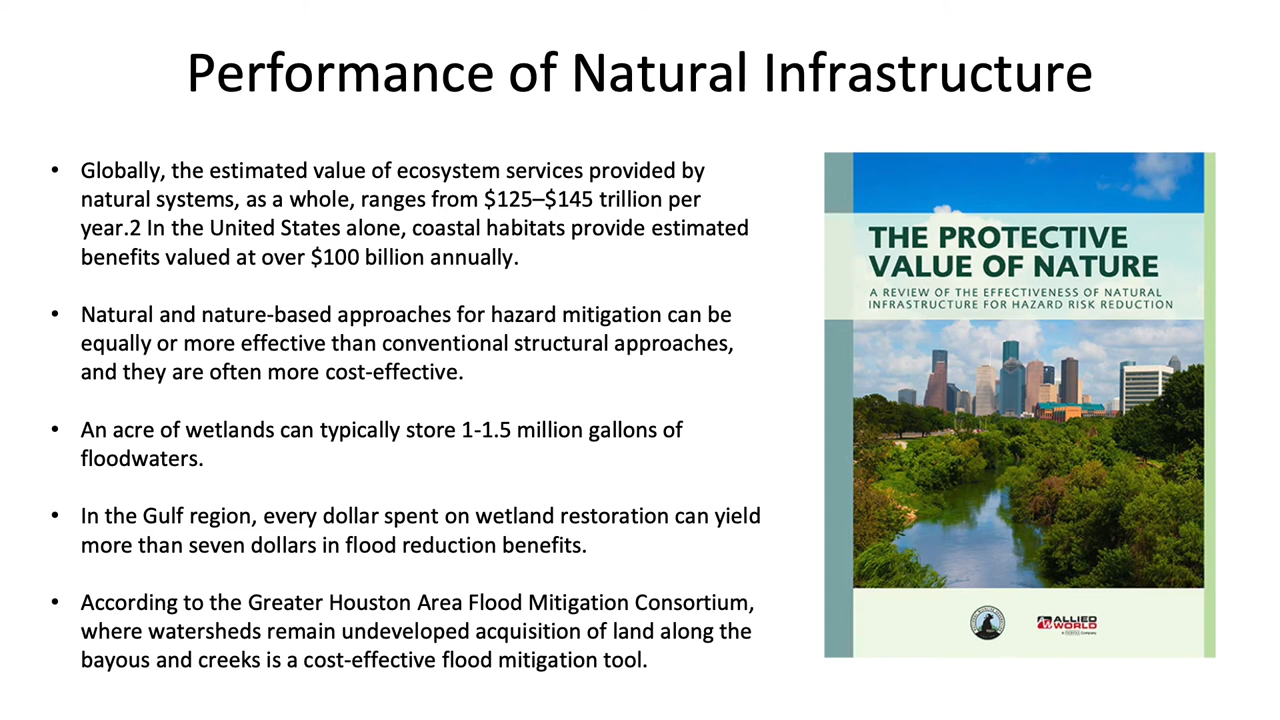 Performance of Natural Infrastructure
• Globally, the estimated value of ecosystem services provided by
natural systems, as a whole, ranges from $125–$145 trillion per
year.2 In the United States alone, coastal habitats provide estimated
benefits valued at over $100 billion annually.
• Natural and nature-based approaches for hazard mitigation can be
equally or more effective than conventional structural approaches,
and they are often more cost-effective.
• An acre of wetlands can typically store 1-1.5 million gallons of
floodwaters.
• In the Gulf region, every dollar spent on wetland restoration can yield
more than seven dollars in flood reduction benefits.
• According to the Greater Houston Area Flood Mitigation Consortium,
where watersheds remain undeveloped acquisition of land along the
bayous and creeks is a cost-effective flood mitigation tool.
THE PROTECTIVE
VALUE OF NATURE
A REVIEW OF THE EFFECTIVENESS OF NATURAL
INFRASTRUCTURE FOR HAZARD RISK REDUCTION
ALLIED
WORLD